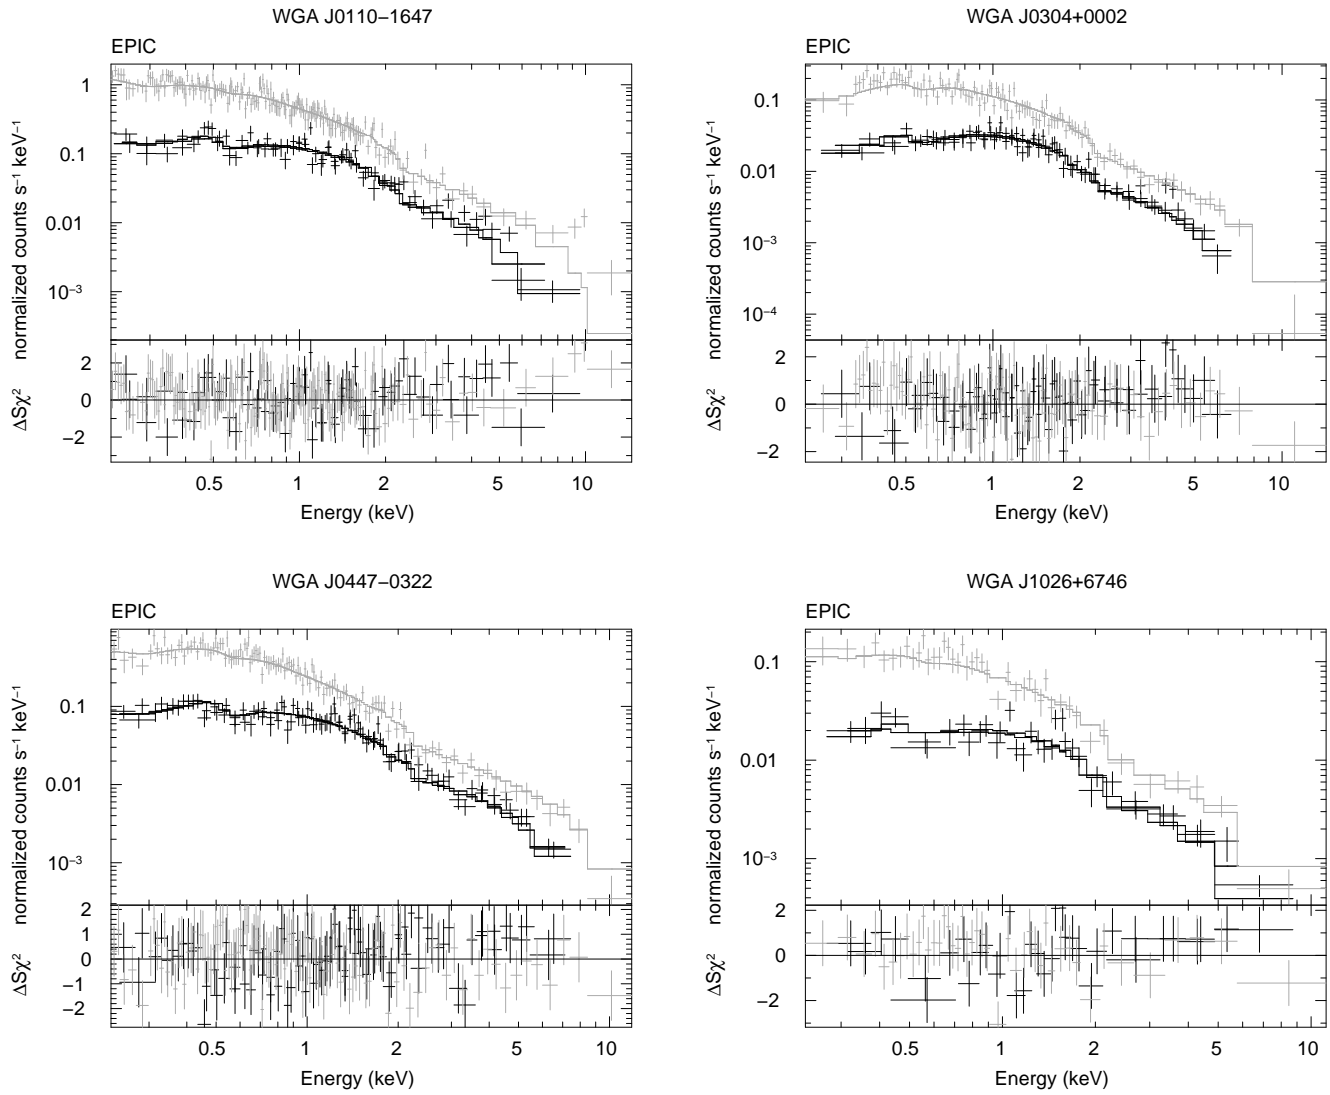 WGA J0110−1647
EPIC
normalized counts s⁻¹ keV⁻¹
1
0.1
0.01
10⁻³
ΔSχ²
2
0
−2
0.5 1 2 5 10
Energy (keV)
WGA J0304+0002
EPIC
normalized counts s⁻¹ keV⁻¹
0.1
0.01
10⁻³
10⁻⁴
ΔSχ²
2
0
−2
0.5 1 2 5 10
Energy (keV)
WGA J0447−0322
EPIC
normalized counts s⁻¹ keV⁻¹
0.1
0.01
10⁻³
ΔSχ²
2
1
0
−1
−2
0.5 1 2 5 10
Energy (keV)
WGA J1026+6746
EPIC
normalized counts s⁻¹ keV⁻¹
0.1
0.01
10⁻³
ΔSχ²
2
0
−2
0.5 1 2 5 10
Energy (keV)